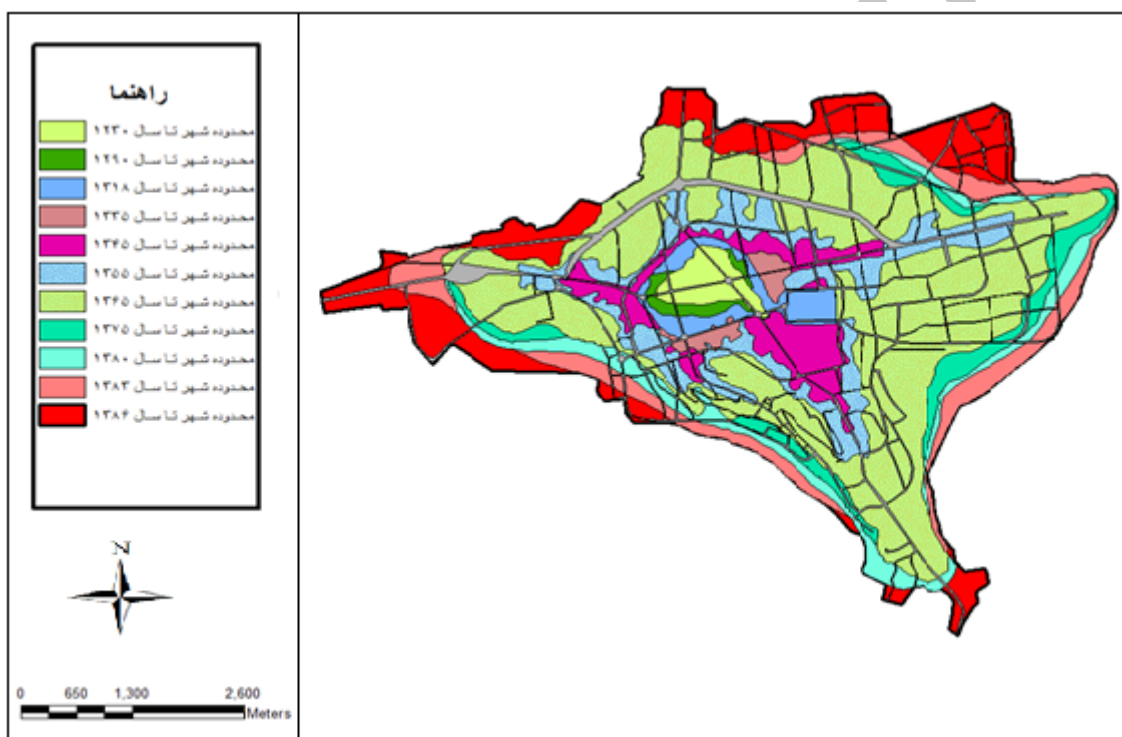 راهنما
محدوده شهر تا سال ۱۲۳۰
محدوده شهر تا سال ۱۲۹۰
محدوده شهر تا سال ۱۳۱۸
محدوده شهر تا سال ۱۳۳۵
محدوده شهر تا سال ۱۳۴۵
محدوده شهر تا سال ۱۳۵۵
محدوده شهر تا سال ۱۳۶۵
محدوده شهر تا سال ۱۳۷۵
محدوده شهر تا سال ۱۳۸۰
محدوده شهر تا سال ۱۳۸۳
محدوده شهر تا سال ۱۳۸۶
N
0 650 1,300 2,600
Meters